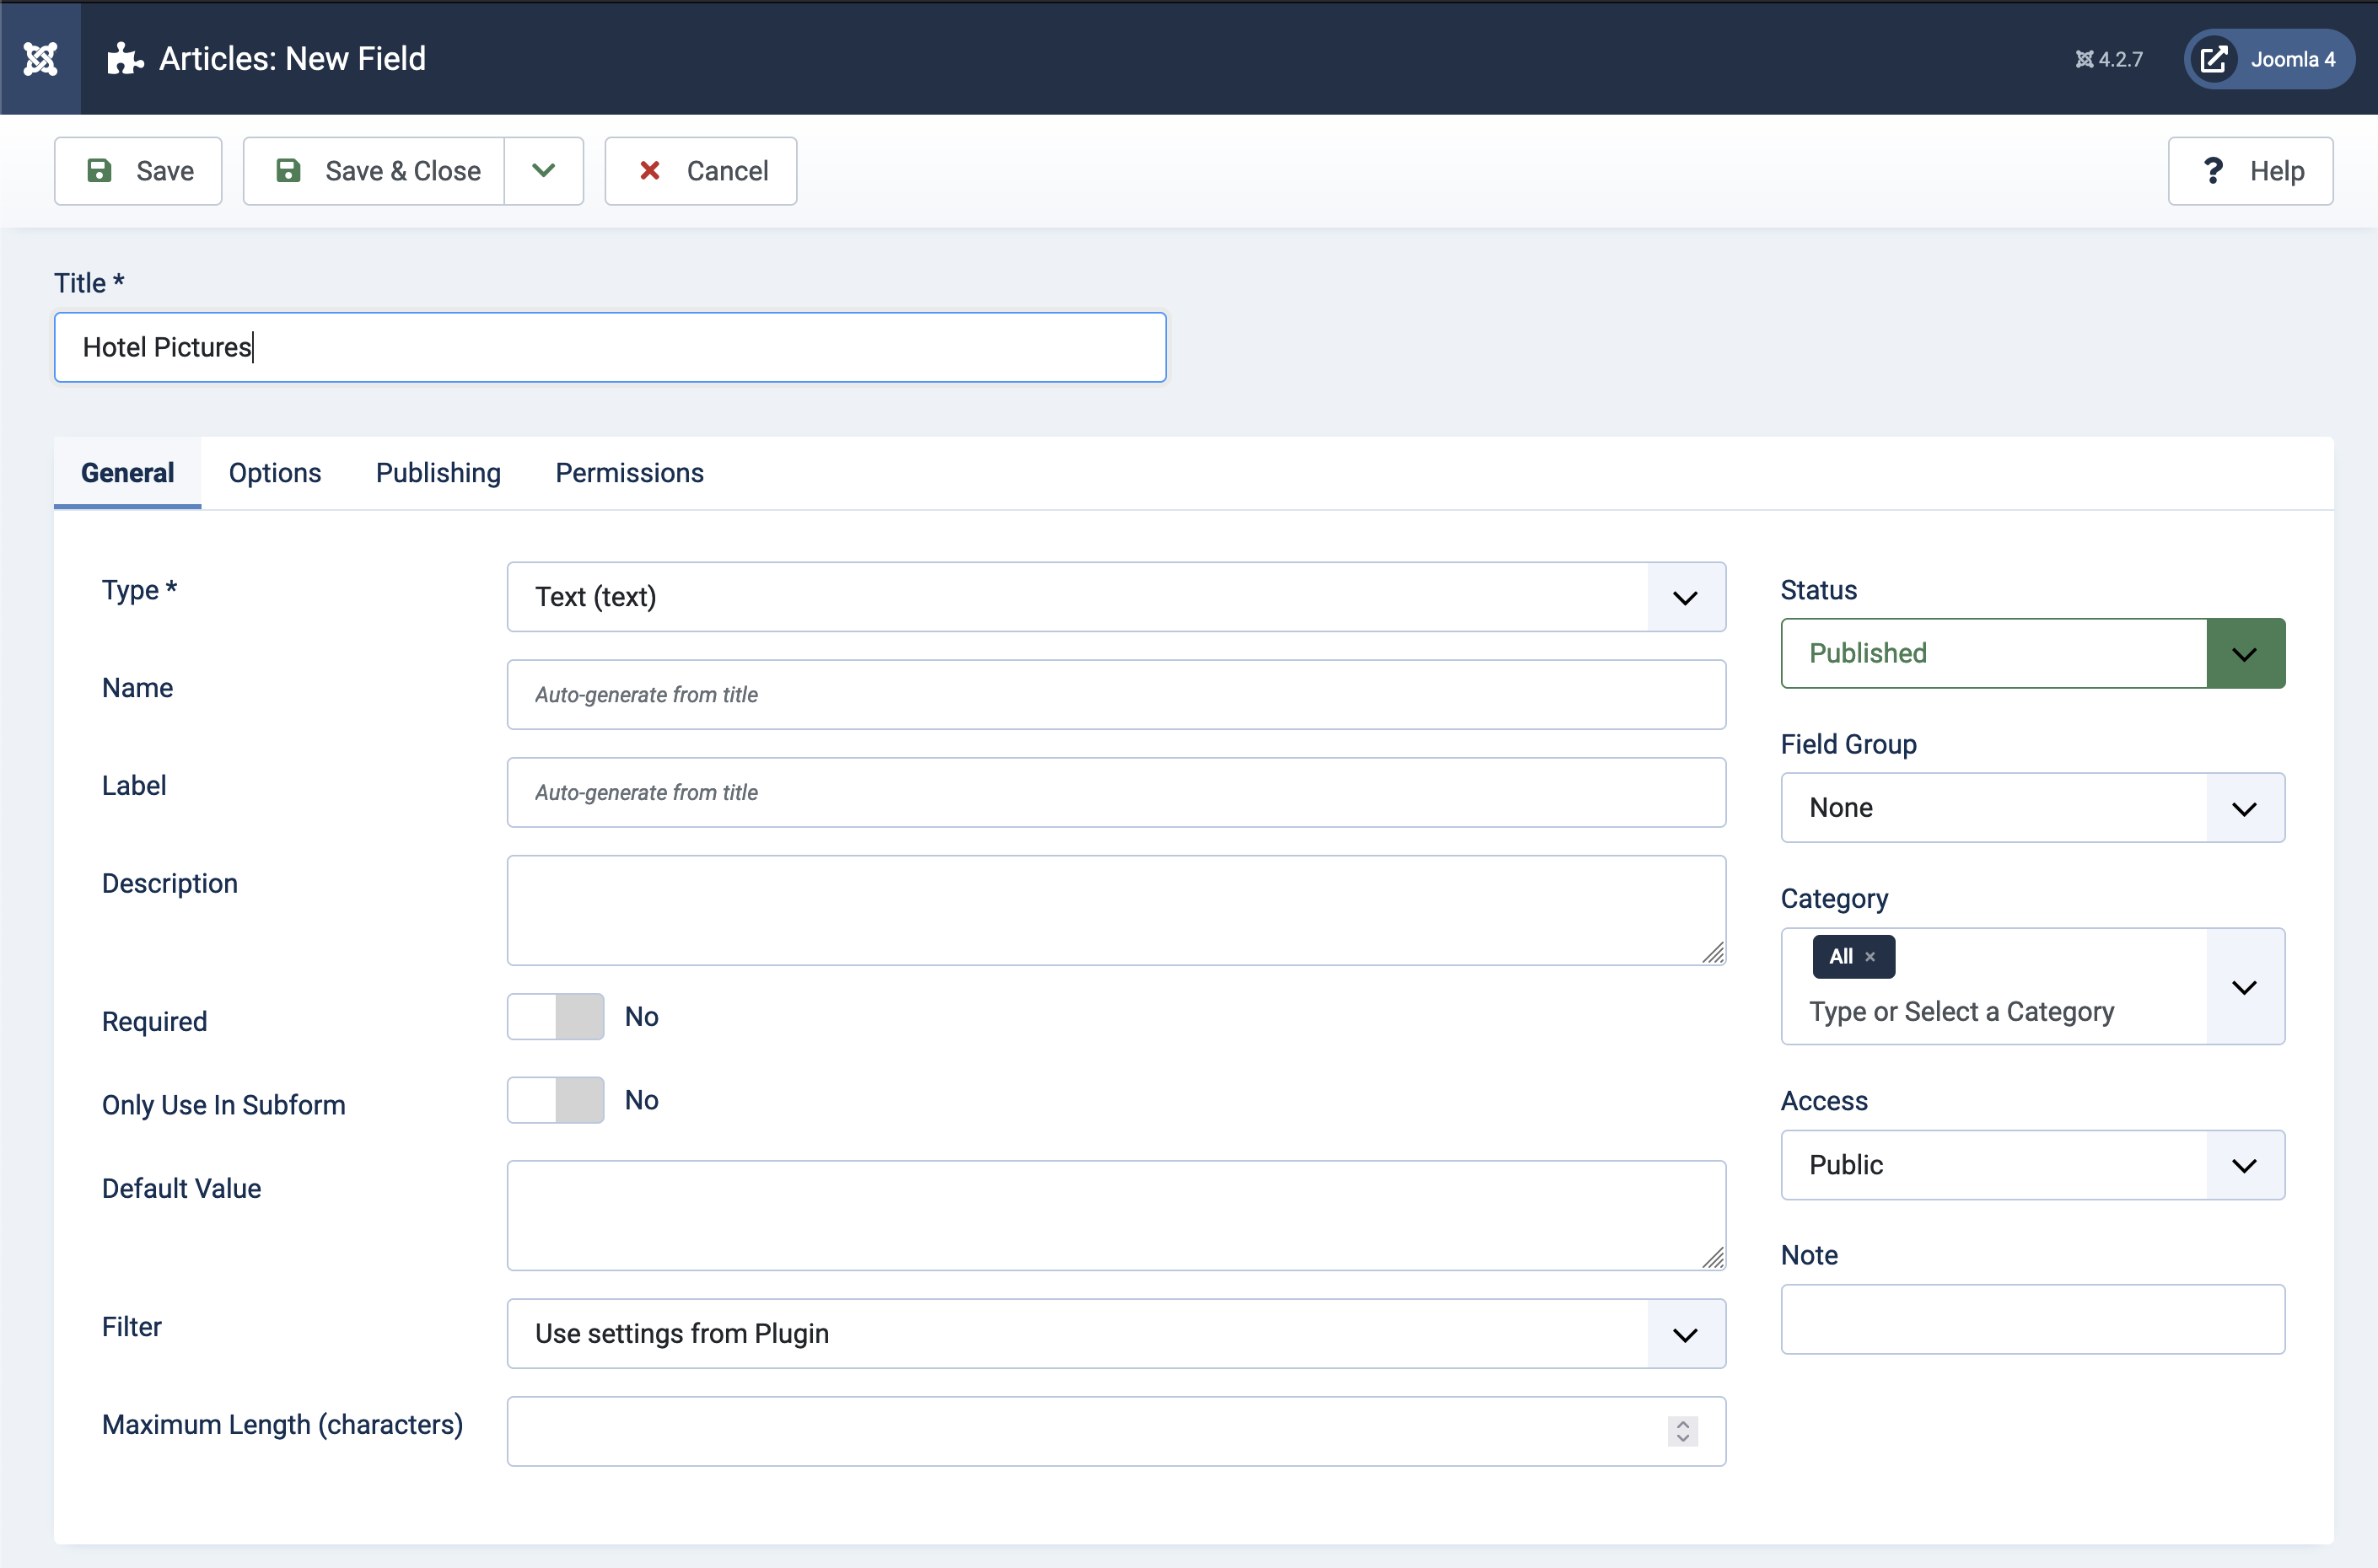 Articles: New Field
4.2.7
Joomla 4
Save
Save & Close
Cancel
? Help
Title *
Hotel Pictures
General
Options
Publishing
Permissions
Type *
Text (text)
Name
Auto-generate from title
Label
Auto-generate from title
Description
Required
No
Only Use In Subform
No
Default Value
Filter
Use settings from Plugin
Maximum Length (characters)
Status
Published
Field Group
None
Category
All ×
Type or Select a Category
Access
Public
Note